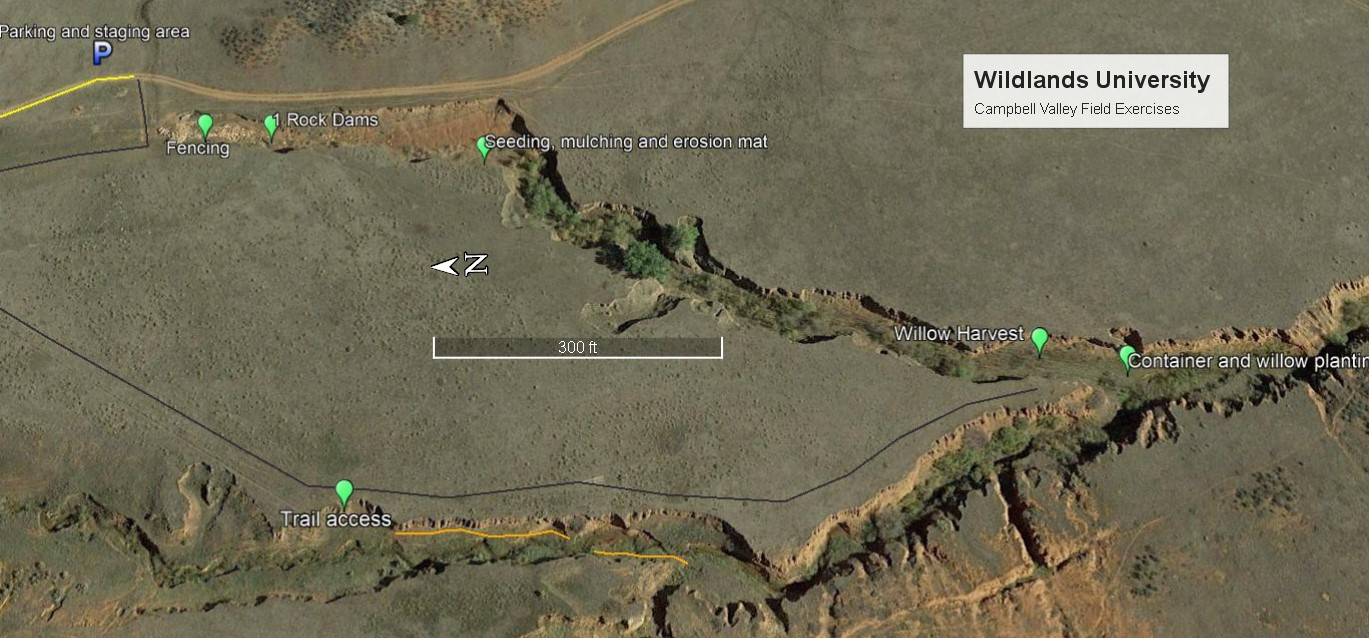 Parking and staging area
P
Wildlands University
Campbell Valley Field Exercises
1 Rock Dams
Fencing
Seeding, mulching and erosion mat
N
300 ft
Willow Harvest
Container and willow plantin
Trail access